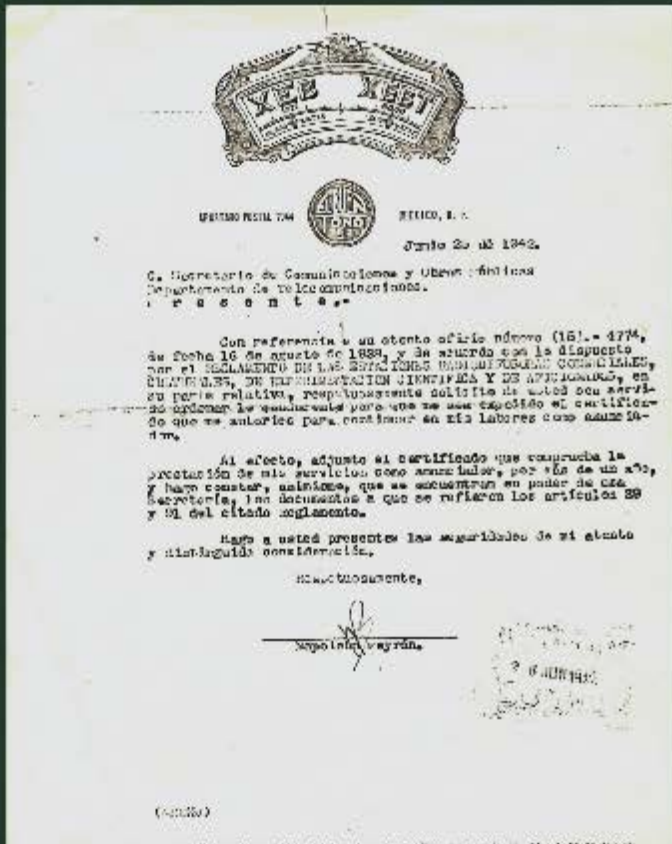 XEB XEBT
APARTADO POSTAL 7944
MEXICO, D. F.
Junio 25 de 1942.
C. Secretario de Comunicaciones y Obras Públicas
Departamento de Telecomunicaciones.
P r e s e n t e.-
Con referencia a su atento oficio número (15).- 4774,
de fecha 16 de agosto de 1939, y de acuerdo con lo dispuesto
por el REGLAMENTO DE LAS ESTACIONES RADIODIFUSORAS COMERCIALES,
CULTURALES, DE EXPERIMENTACION CIENTIFICA Y DE AFICIONADOS, en
su parte relativa, respetuosamente solicito de usted sea servi-
do ordenar lo conducente para que me sea expedido el certifica-
do que me autorice para continuar en mis labores como anuncia-
dor.
Al efecto, adjunto el certificado que comprueba la
prestación de mis servicios como anunciador, por más de un año,
y hago constar, asimismo, que se encuentran en poder de esa
Secretaría, los documentos a que se refieren los artículos 89
y 91 del citado Reglamento.
Hago a usted presentes las seguridades de mi atenta
y distinguida consideración.
Respetuosamente,